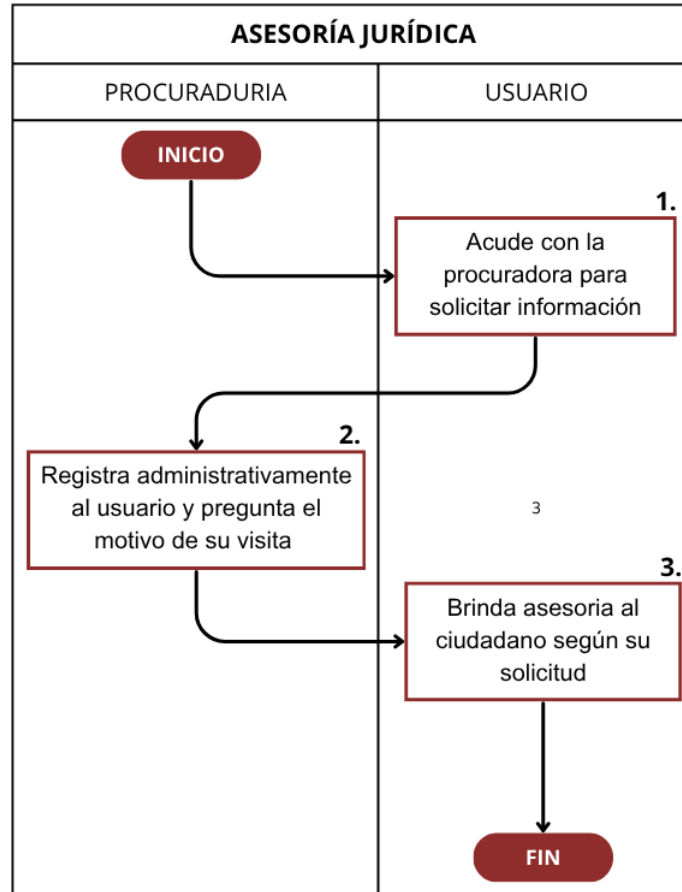 ASESORÍA JURÍDICA
PROCURADURIA
USUARIO
INICIO
1.
Acude con la
procuradora para
solicitar información
2.
Registra administrativamente
al usuario y pregunta el
motivo de su visita
3
3.
Brinda asesoria al
ciudadano según su
solicitud
FIN